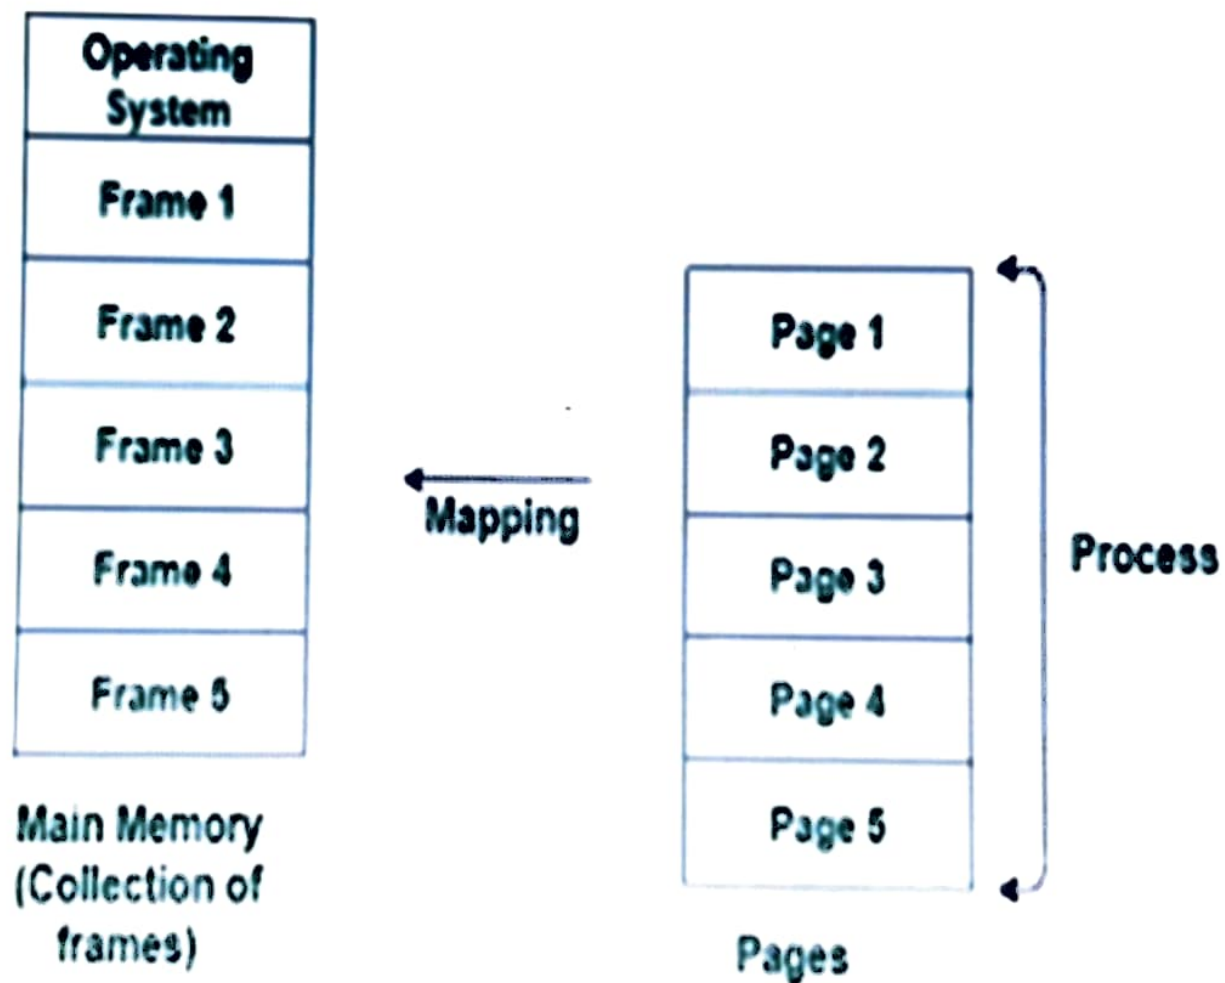 Operating
System
Frame 1
Frame 2
Frame 3
Frame 4
Frame 5
Main Memory
(Collection of
frames)
Mapping
Page 1
Page 2
Page 3
Page 4
Page 5
Pages
Process